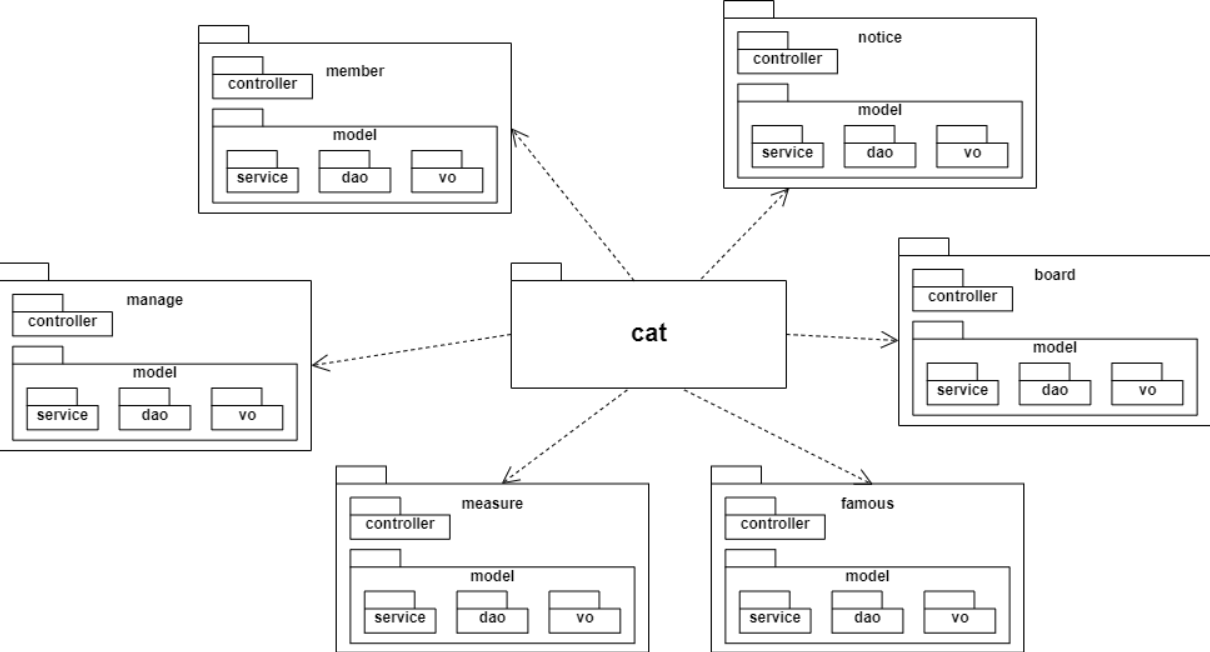 member
controller
model
service dao vo
notice
controller
model
service dao vo
manage
controller
model
service dao vo
cat
board
controller
model
service dao vo
measure
controller
model
service dao vo
famous
controller
model
service dao vo